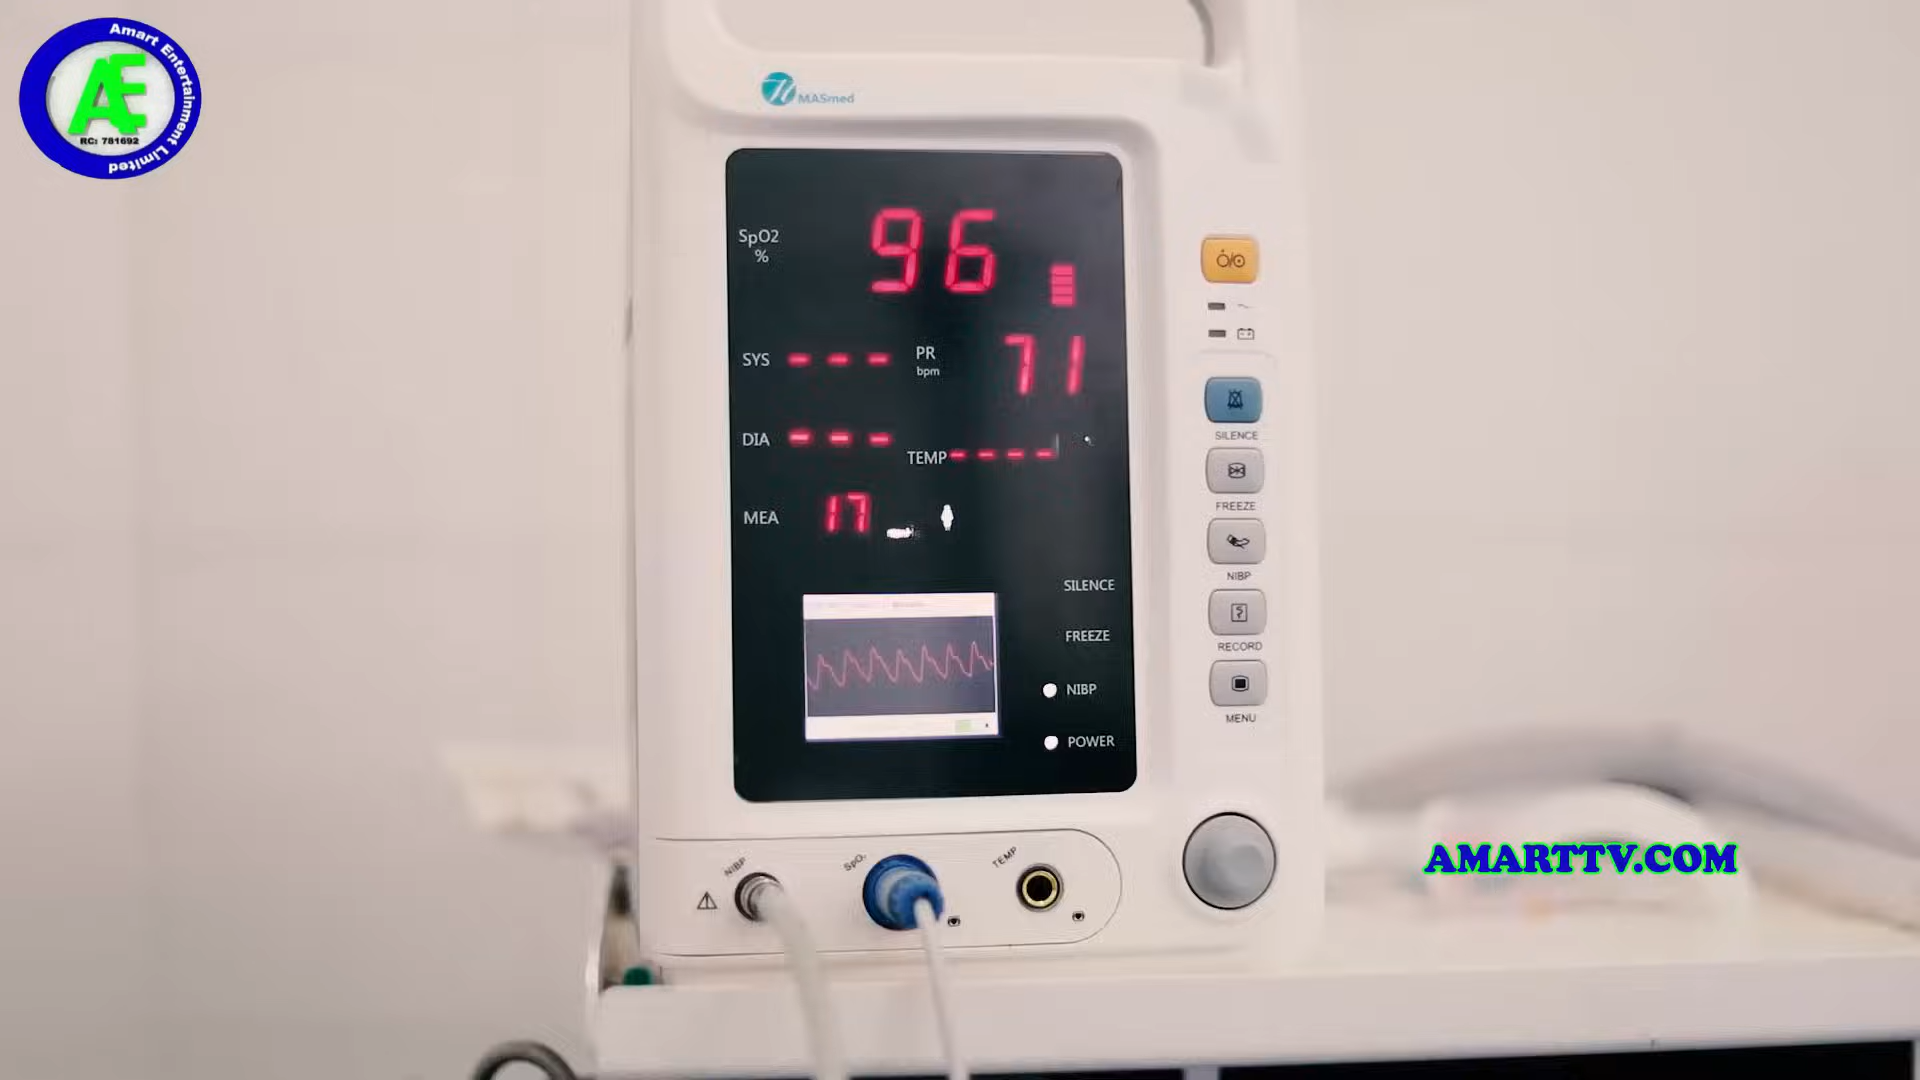 Amart Entertainment Limited
AE
RC: 781692
MASmed
SpO2
%
96
SYS
---
PR
bpm
71
DIA
---
TEMP
----
MEA
17
SILENCE
FREEZE
NIBP
POWER
SILENCE
FREEZE
NIBP
RECORD
MENU
NIBP
SpO₂
TEMP
AMARTTV.COM